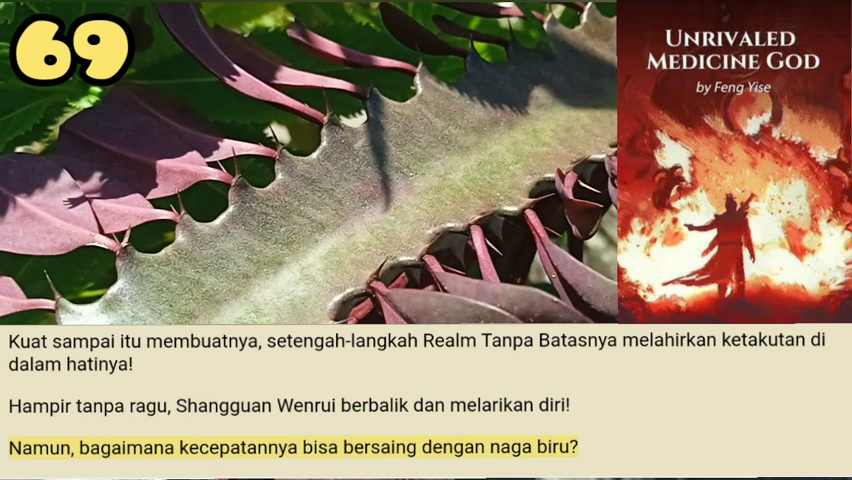 69
UNRIVALED
MEDICINE GOD
by Feng Yise
Kuat sampai itu membuatnya, setengah-langkah Realm Tanpa Batasnya melahirkan ketakutan di
dalam hatinya!
Hampir tanpa ragu, Shangguan Wenrui berbalik dan melarikan diri!
Namun, bagaimana kecepatannya bisa bersaing dengan naga biru?